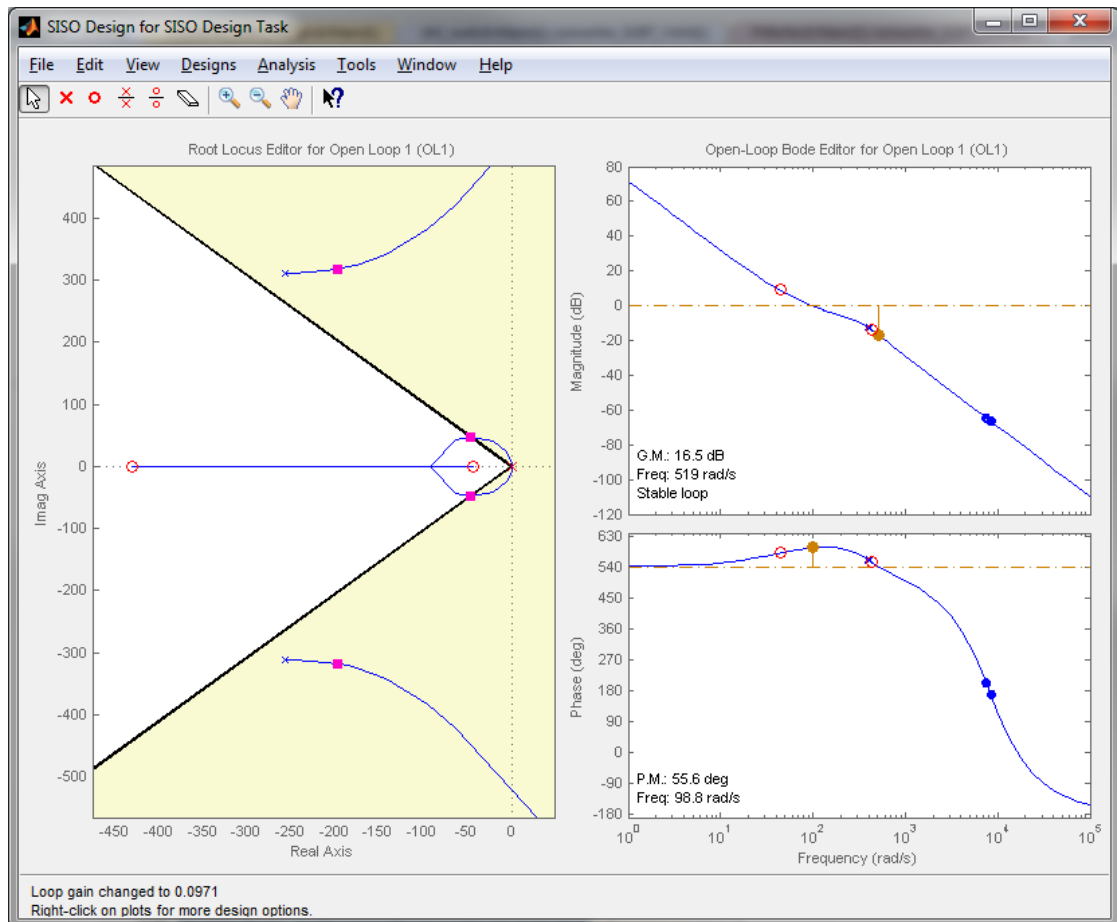 SISO Design for SISO Design Task
File Edit View Designs Analysis Tools Window Help
Root Locus Editor for Open Loop 1 (OL1)
400
300
200
100
0
-100
-200
-300
-400
-500
Imag Axis
-450 -400 -350 -300 -250 -200 -150 -100 -50 0
Real Axis
Open-Loop Bode Editor for Open Loop 1 (OL1)
80
60
40
20
0
-20
-40
-60
-80
-100
-120
Magnitude (dB)
G.M.: 16.5 dB
Freq: 519 rad/s
Stable loop
630
540
450
360
270
180
90
0
-90
-180
Phase (deg)
P.M.: 55.6 deg
Freq: 98.8 rad/s
10^0 10^1 10^2 10^3 10^4 10^5
Frequency (rad/s)
Loop gain changed to 0.0971
Right-click on plots for more design options.